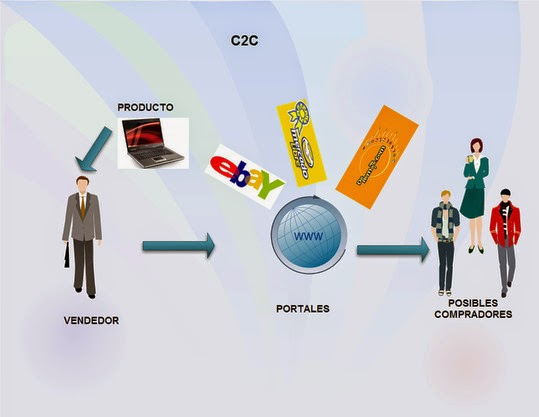 C2C
PRODUCTO
ebaY
www
VENDEDOR
PORTALES
POSIBLES
COMPRADORES